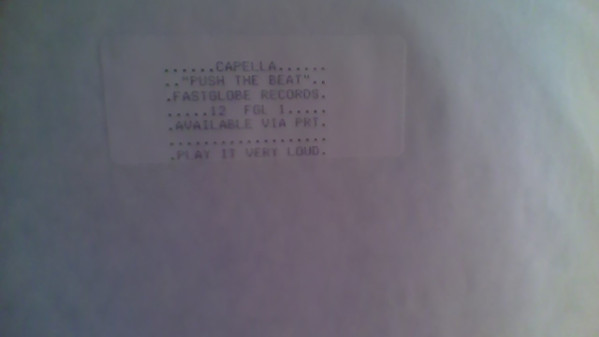 ......CAPELLA......
.."PUSH THE BEAT"..
.FASTGLOBE RECORDS.
.....12  FGL 1.....
.AVAILABLE VIA PRT.
...................
.PLAY IT VERY LOUD.